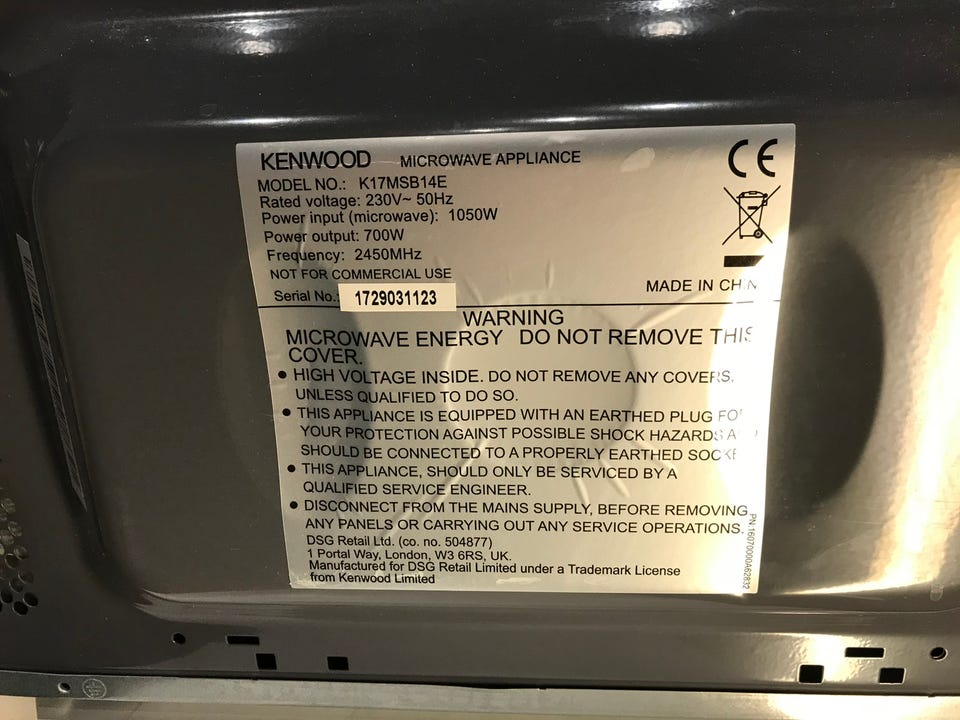 KENWOOD MICROWAVE APPLIANCE
CE
MODEL NO.: K17MSB14E
Rated voltage: 230V~ 50Hz
Power input (microwave): 1050W
Power output: 700W
Frequency: 2450MHz
NOT FOR COMMERCIAL USE
MADE IN CHIN
Serial No.: 1729031123
WARNING
MICROWAVE ENERGY DO NOT REMOVE THIS
COVER.
• HIGH VOLTAGE INSIDE. DO NOT REMOVE ANY COVERS,
UNLESS QUALIFIED TO DO SO.
• THIS APPLIANCE IS EQUIPPED WITH AN EARTHED PLUG FOR
YOUR PROTECTION AGAINST POSSIBLE SHOCK HAZARDS A
SHOULD BE CONNECTED TO A PROPERLY EARTHED SOCKE
• THIS APPLIANCE, SHOULD ONLY BE SERVICED BY A
QUALIFIED SERVICE ENGINEER.
• DISCONNECT FROM THE MAINS SUPPLY, BEFORE REMOVING
ANY PANELS OR CARRYING OUT ANY SERVICE OPERATIONS.
DSG Retail Ltd. (co. no. 504877)
1 Portal Way, London, W3 6RS, UK.
Manufactured for DSG Retail Limited under a Trademark License
from Kenwood Limited
PN:16070000A62832